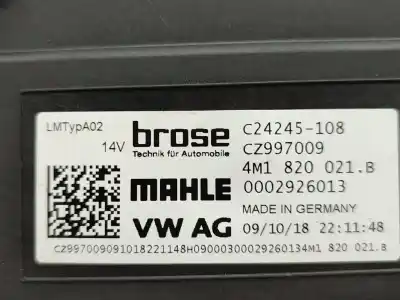 LMTypA02
14V
brose
Technik für Automobile
C24245-108
CZ997009
MAHLE
4M1 820 021.B
0002926013
VW AG
MADE IN GERMANY
09/10/18 22:11:48
CZ997009091018221148H09000300029260134M1 820 021.B